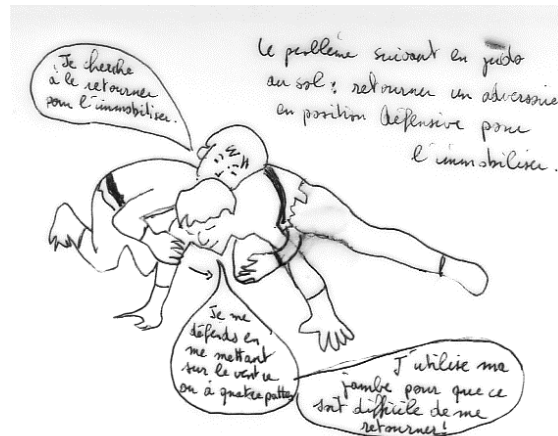 Je cherche
à le retourner
pour l'immobiliser.
Le problème suivant en judo
au sol : retourner un adversaire
en position défensive pour
l'immobiliser.
Je me
défends en
me mettant
sur le ventre
ou à quatre pattes
J'utilise ma
jambe pour que ce
soit difficile de me
retourner !